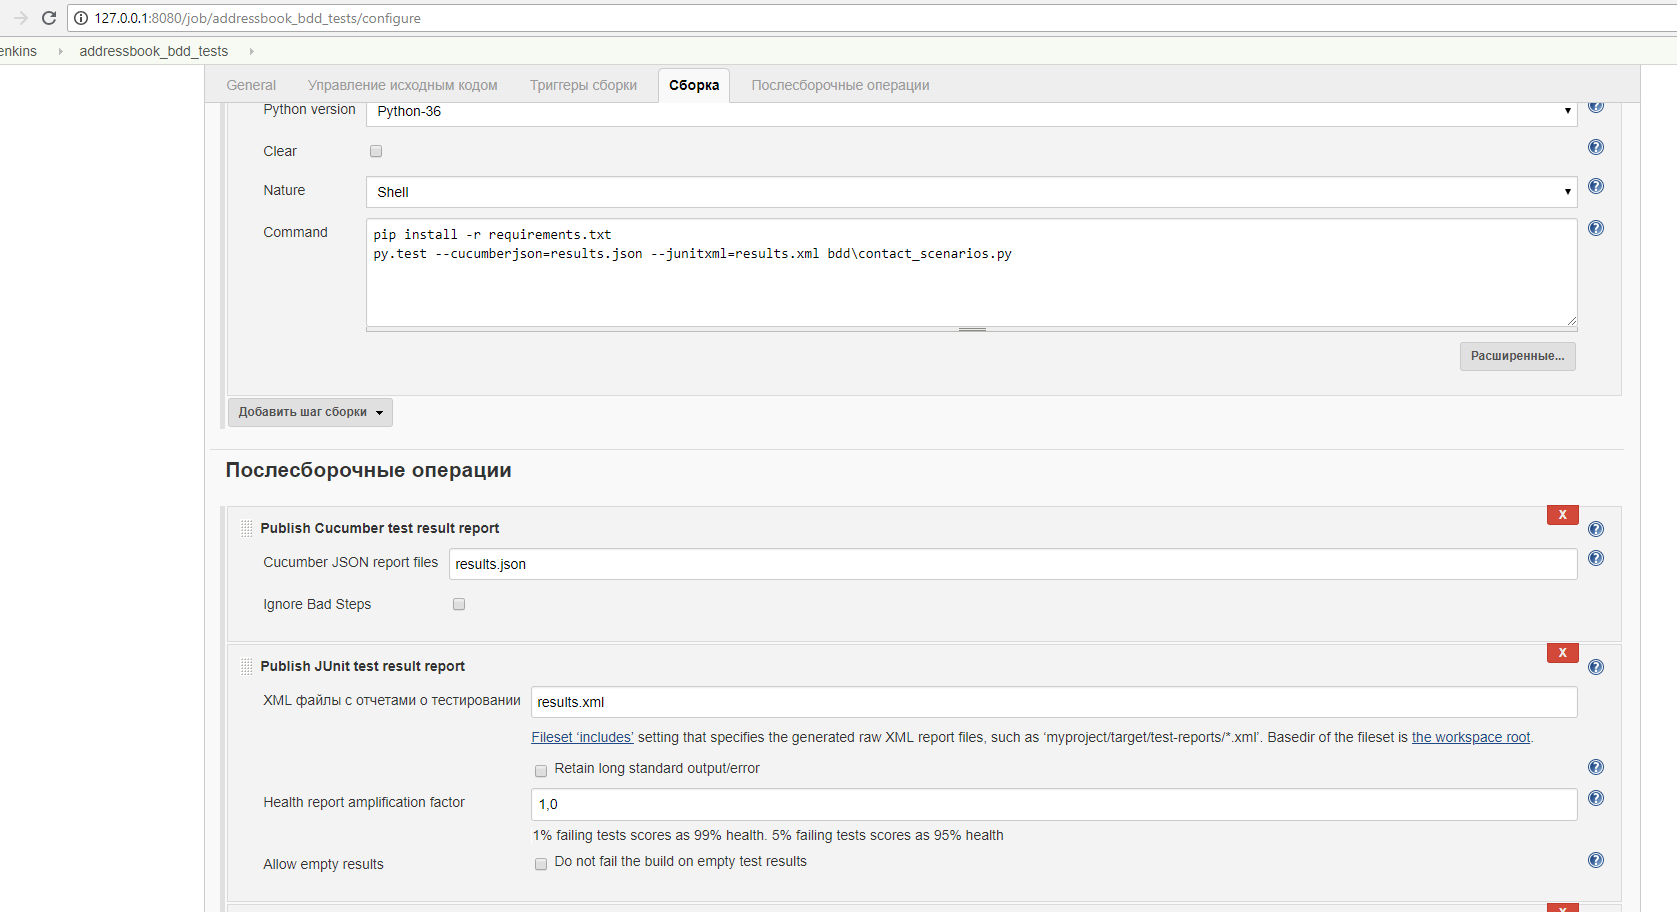 127.0.0.1:8080/job/addressbook_bdd_tests/configure
enkins addressbook_bdd_tests
General Управление исходным кодом Триггеры сборки Сборка Послесборочные операции
Python version Python-36
Clear
Nature Shell
Command
pip install -r requirements.txt
py.test --cucumberjson=results.json --junitxml=results.xml bdd\contact_scenarios.py
Расширенные...
Добавить шаг сборки
Послесборочные операции
X
Publish Cucumber test result report
Cucumber JSON report files results.json
Ignore Bad Steps
X
Publish JUnit test result report
XML файлы с отчетами о тестировании results.xml
Fileset ‘includes’ setting that specifies the generated raw XML report files, such as ‘myproject/target/test-reports/*.xml’. Basedir of the fileset is the workspace root.
Retain long standard output/error
Health report amplification factor 1,0
1% failing tests scores as 99% health. 5% failing tests scores as 95% health
Allow empty results Do not fail the build on empty test results
X